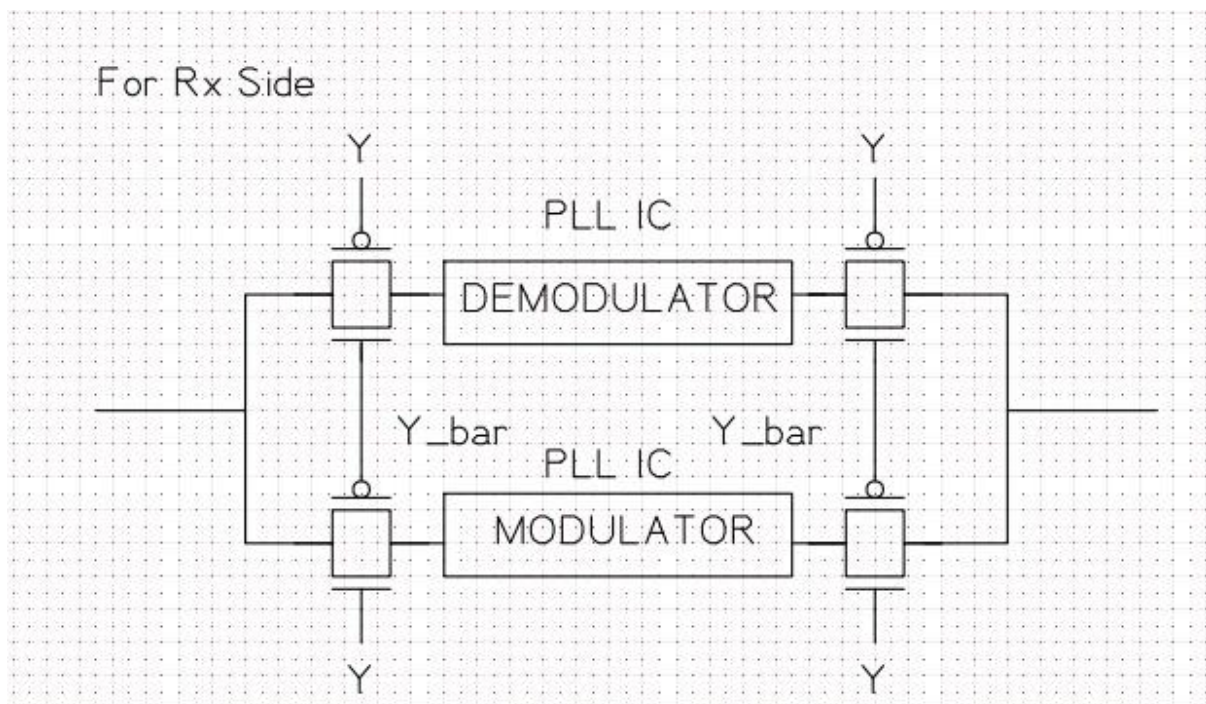 For Rx Side
Y
Y
PLL IC
DEMODULATOR
Y_bar
Y_bar
PLL IC
MODULATOR
Y
Y